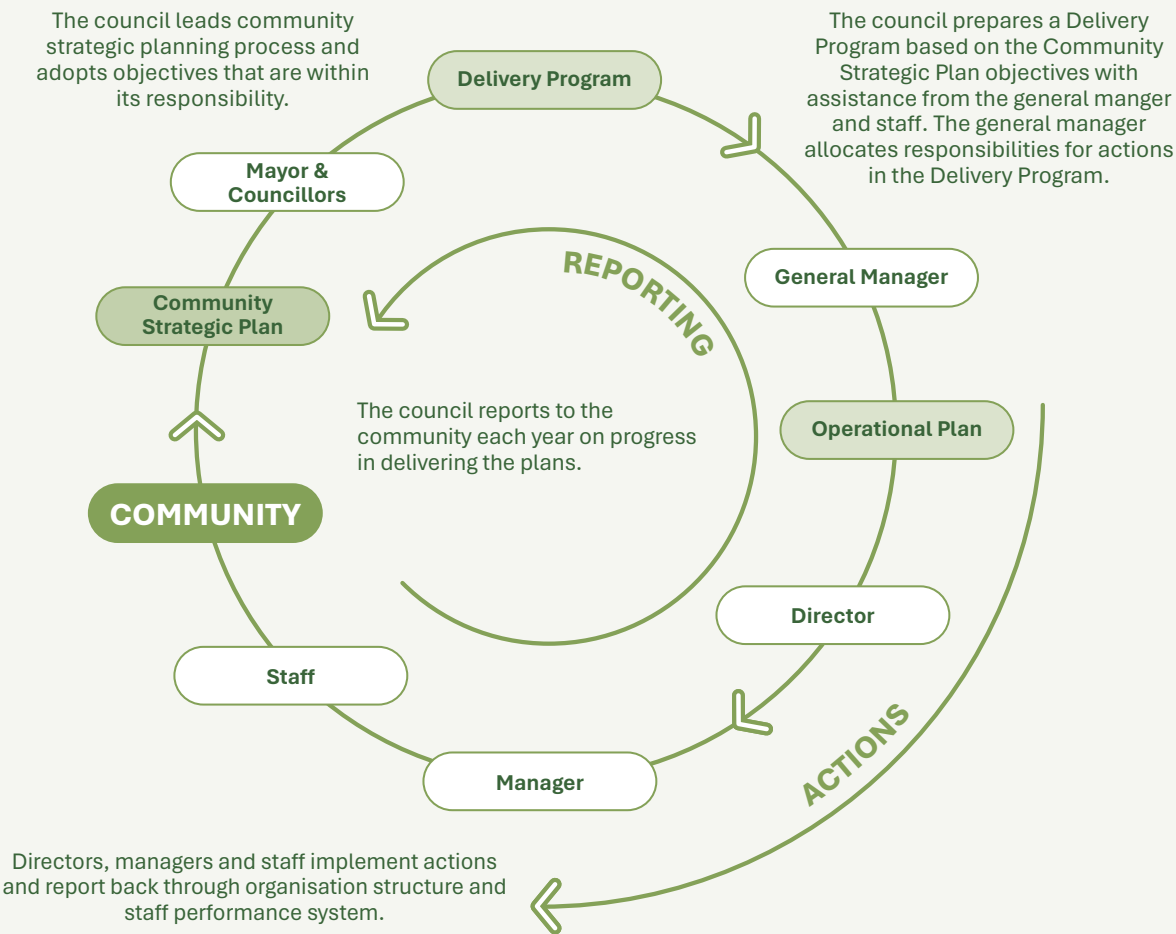 The council leads community
strategic planning process and
adopts objectives that are within
its responsibility.
Delivery Program
The council prepares a Delivery
Program based on the Community
Strategic Plan objectives with
assistance from the general manger
and staff. The general manager
allocates responsibilities for actions
in the Delivery Program.
Mayor &
Councillors
General Manager
REPORTING
Community
Strategic Plan
The council reports to the
community each year on progress
in delivering the plans.
Operational Plan
COMMUNITY
Director
Staff
ACTIONS
Manager
Directors, managers and staff implement actions
and report back through organisation structure and
staff performance system.